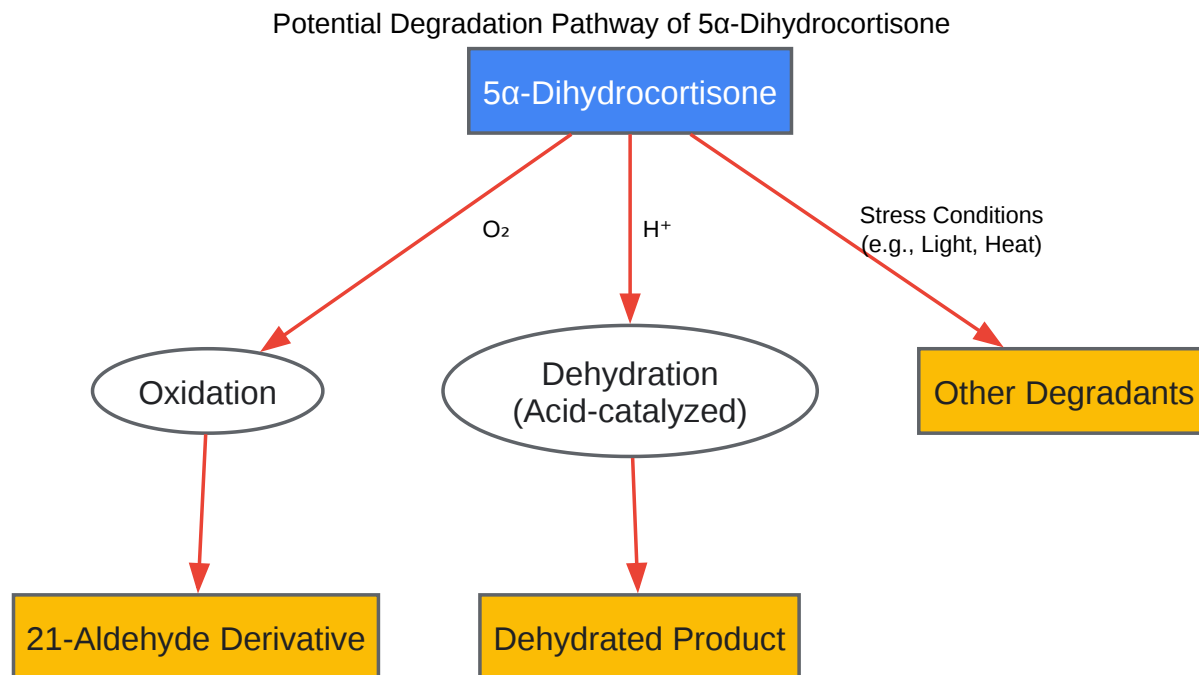 Potential Degradation Pathway of 5α-Dihydrocortisone
5α-Dihydrocortisone
O₂
H⁺
Stress Conditions
(e.g., Light, Heat)
Oxidation
Dehydration
(Acid-catalyzed)
Other Degradants
21-Aldehyde Derivative
Dehydrated Product